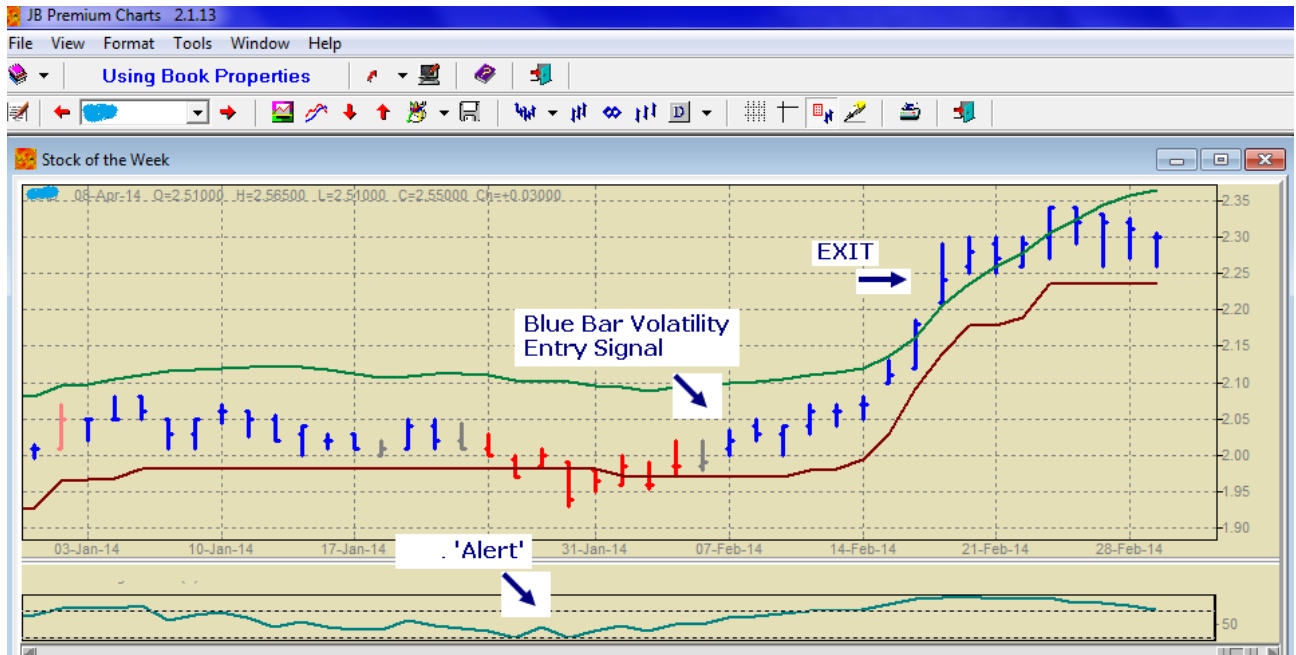 JB Premium Charts 2.1.13
File View Format Tools Window Help
Using Book Properties
D
Stock of the Week
08-Apr-14 O=2.51000 H=2.56500 L=2.51000 C=2.55000 Ch=+0.03000
2.35
2.30
EXIT
2.25
2.20
Blue Bar Volatility
Entry Signal
2.15
2.10
2.05
2.00
1.95
1.90
03-Jan-14 10-Jan-14 17-Jan-14 31-Jan-14 07-Feb-14 14-Feb-14 21-Feb-14 28-Feb-14
. 'Alert'
50